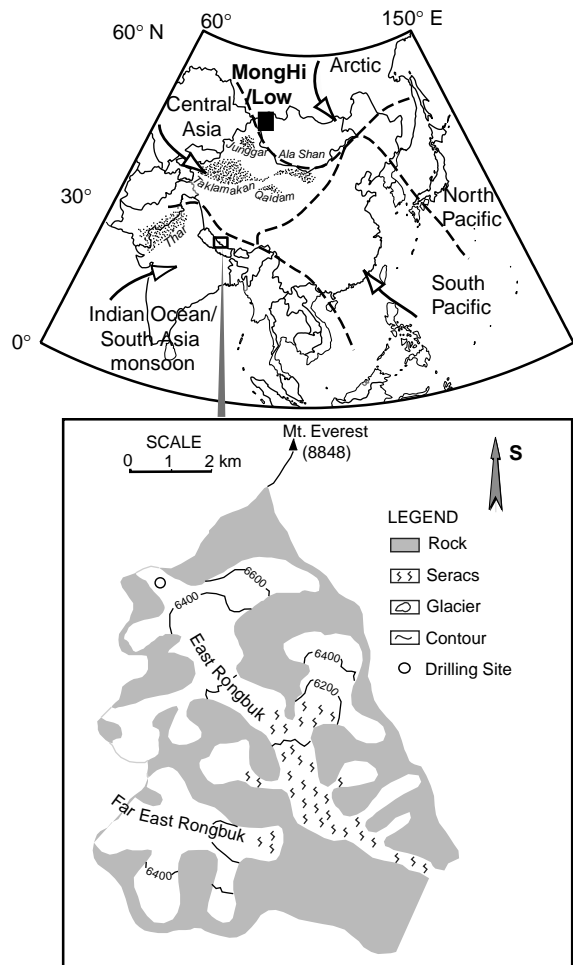 60° N
60°
150° E
MongHi
/Low
Arctic
Central
Asia
Junggar
Ala Shan
Taklamakan
Qaidam
30°
Thar
North
Pacific
South
Pacific
Indian Ocean/
South Asia
monsoon
0°
SCALE
0 1 2 km
Mt. Everest
(8848)
S
LEGEND
Rock
Seracs
Glacier
Contour
Drilling Site
6600
6400
East Rongbuk
6400
6200
Far East Rongbuk
6400